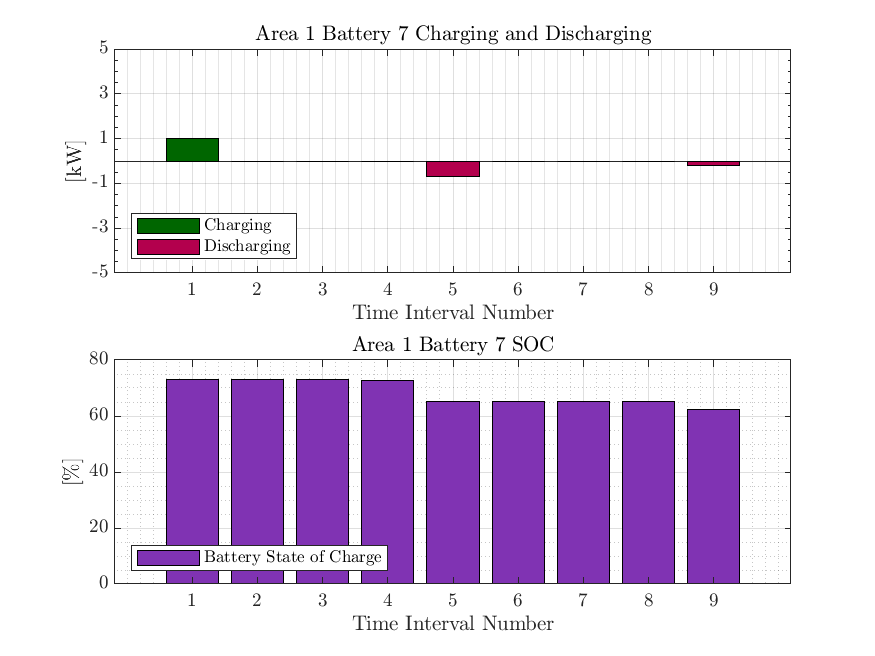 Area 1 Battery 7 Charging and Discharging
5
3
1
-1
-3
-5
[kW]
Charging
Discharging
1 2 3 4 5 6 7 8 9
Time Interval Number
Area 1 Battery 7 SOC
80
60
40
20
0
[%]
Battery State of Charge
1 2 3 4 5 6 7 8 9
Time Interval Number